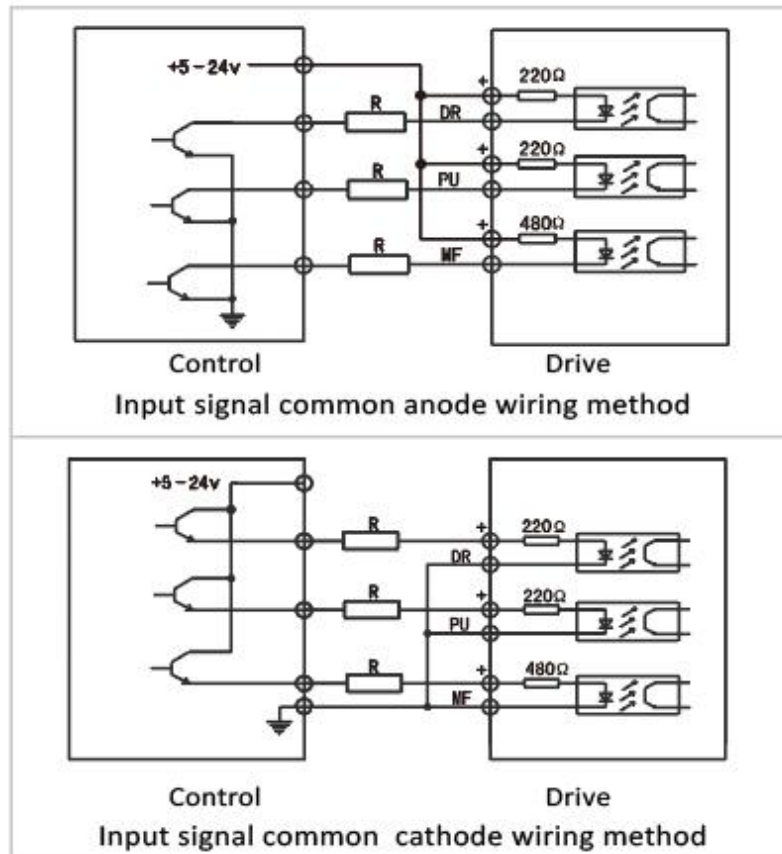 +5-24v
+ 220Ω
R DR
+ 220Ω
R PU
+ 480Ω
R MF
Control Drive
Input signal common anode wiring method
+5-24v
R + 220Ω
DR
R + 220Ω
PU
R + 480Ω
MF
Control Drive
Input signal common cathode wiring method